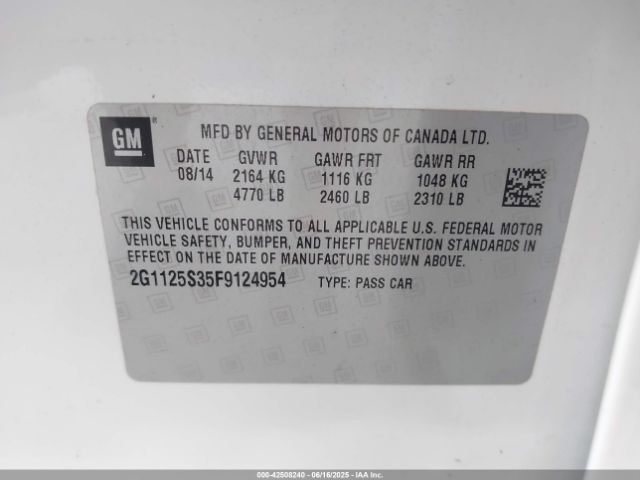 GM ®
MFD BY GENERAL MOTORS OF CANADA LTD.
DATE GVWR GAWR FRT GAWR RR
08/14 2164 KG 1116 KG 1048 KG
4770 LB 2460 LB 2310 LB
THIS VEHICLE CONFORMS TO ALL APPLICABLE U.S. FEDERAL MOTOR
VEHICLE SAFETY, BUMPER, AND THEFT PREVENTION STANDARDS IN
EFFECT ON THE DATE OF MANUFACTURE SHOWN ABOVE.
2G1125S35F9124954 TYPE: PASS CAR
000-42508240 - 06/16/2025 - IAAI.COM